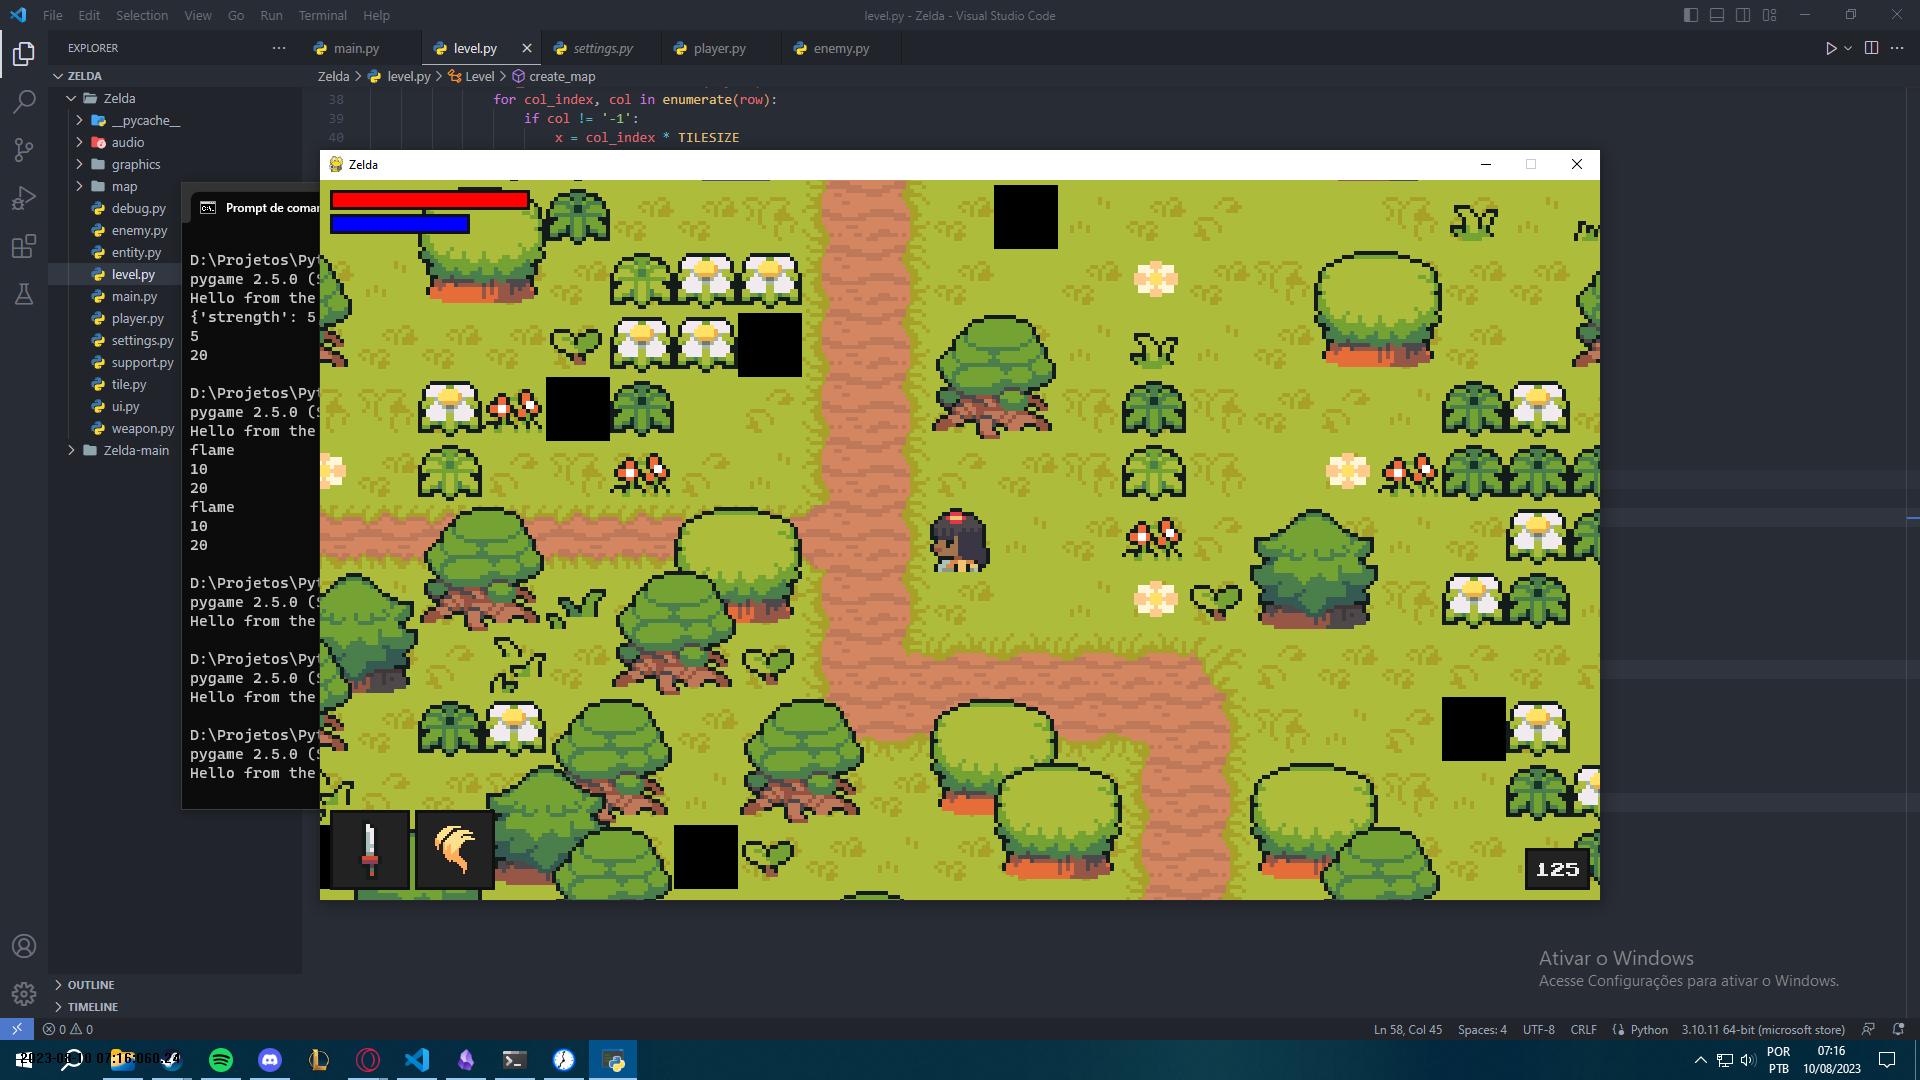 File Edit Selection View Go Run Terminal Help
level.py - Zelda - Visual Studio Code
EXPLORER
main.py
level.py
settings.py
player.py
enemy.py
ZELDA
Zelda > level.py > Level > create_map
Zelda
__pycache__
audio
graphics
map
debug.py
enemy.py
entity.py
level.py
main.py
player.py
settings.py
support.py
tile.py
ui.py
weapon.py
Zelda-main
38 for col_index, col in enumerate(row):
39 if col != '-1':
40 x = col_index * TILESIZE
Zelda
Prompt de comar
D:\Projetos\Pyt
pygame 2.5.0 (S
Hello from the
{'strength': 5
5
20
D:\Projetos\Pyt
pygame 2.5.0 (S
Hello from the
flame
10
20
flame
10
20
D:\Projetos\Pyt
pygame 2.5.0 (S
Hello from the
D:\Projetos\Pyt
pygame 2.5.0 (S
Hello from the
D:\Projetos\Pyt
pygame 2.5.0 (S
Hello from the
125
Ativar o Windows
Acesse Configurações para ativar o Windows.
OUTLINE
TIMELINE
0 0
Ln 58, Col 45
Spaces: 4
UTF-8
CRLF
Python
3.10.11 64-bit (microsoft store)
POR
PTB
07:16
10/08/2023